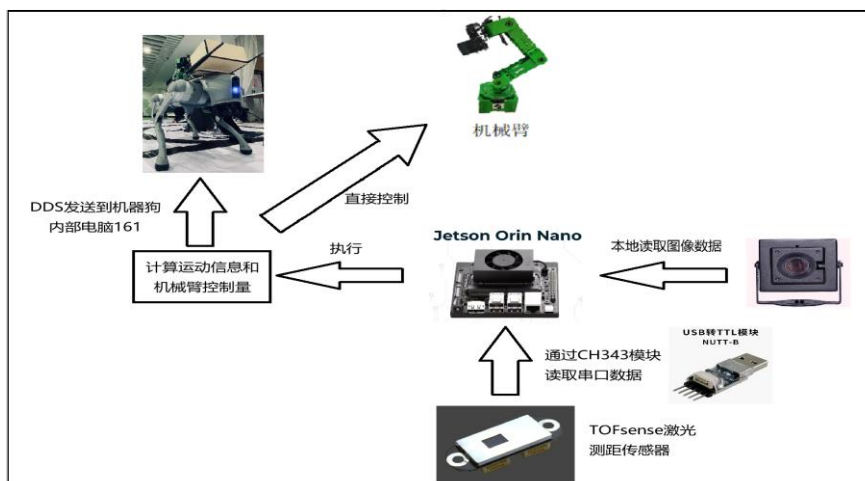 机械臂
DDS发送到机器狗
内部电脑161
直接控制
计算运动信息和
机械臂控制量
执行
Jetson Orin Nano
本地读取图像数据
USB转TTL模块
NUTT-B
通过CH343模块
读取串口数据
TOFsense激光
测距传感器